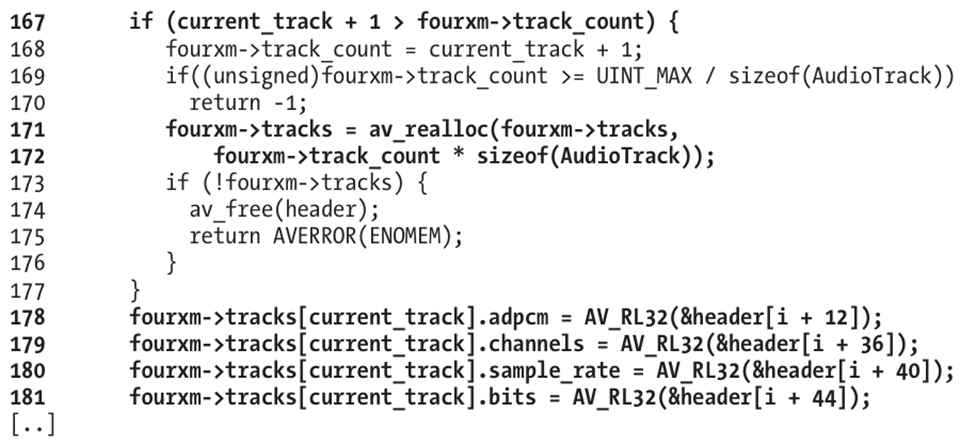 167 if (current_track + 1 > fourxm->track_count) {
168 fourxm->track_count = current_track + 1;
169 if((unsigned)fourxm->track_count >= UINT_MAX / sizeof(AudioTrack))
170 return -1;
171 fourxm->tracks = av_realloc(fourxm->tracks,
172 fourxm->track_count * sizeof(AudioTrack));
173 if (!fourxm->tracks) {
174 av_free(header);
175 return AVERROR(ENOMEM);
176 }
177 }
178 fourxm->tracks[current_track].adpcm = AV_RL32(&header[i + 12]);
179 fourxm->tracks[current_track].channels = AV_RL32(&header[i + 36]);
180 fourxm->tracks[current_track].sample_rate = AV_RL32(&header[i + 40]);
181 fourxm->tracks[current_track].bits = AV_RL32(&header[i + 44]);
[..]